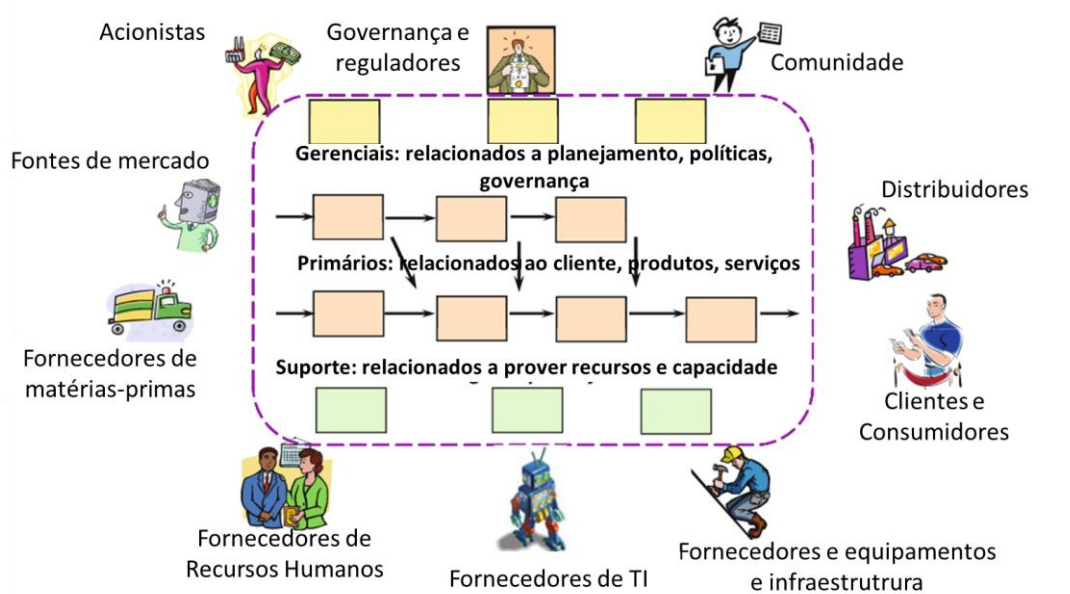 Acionistas
Governança e
reguladores
Comunidade
Fontes de mercado
Gerenciais: relacionados a planejamento, políticas,
governança
Distribuidores
Primários: relacionados ao cliente, produtos, serviços
Fornecedores de
matérias-primas
Suporte: relacionados a prover recursos e capacidade
Clientes e
Consumidores
Fornecedores de
Recursos Humanos
Fornecedores de TI
Fornecedores e equipamentos
e infraestrutrura